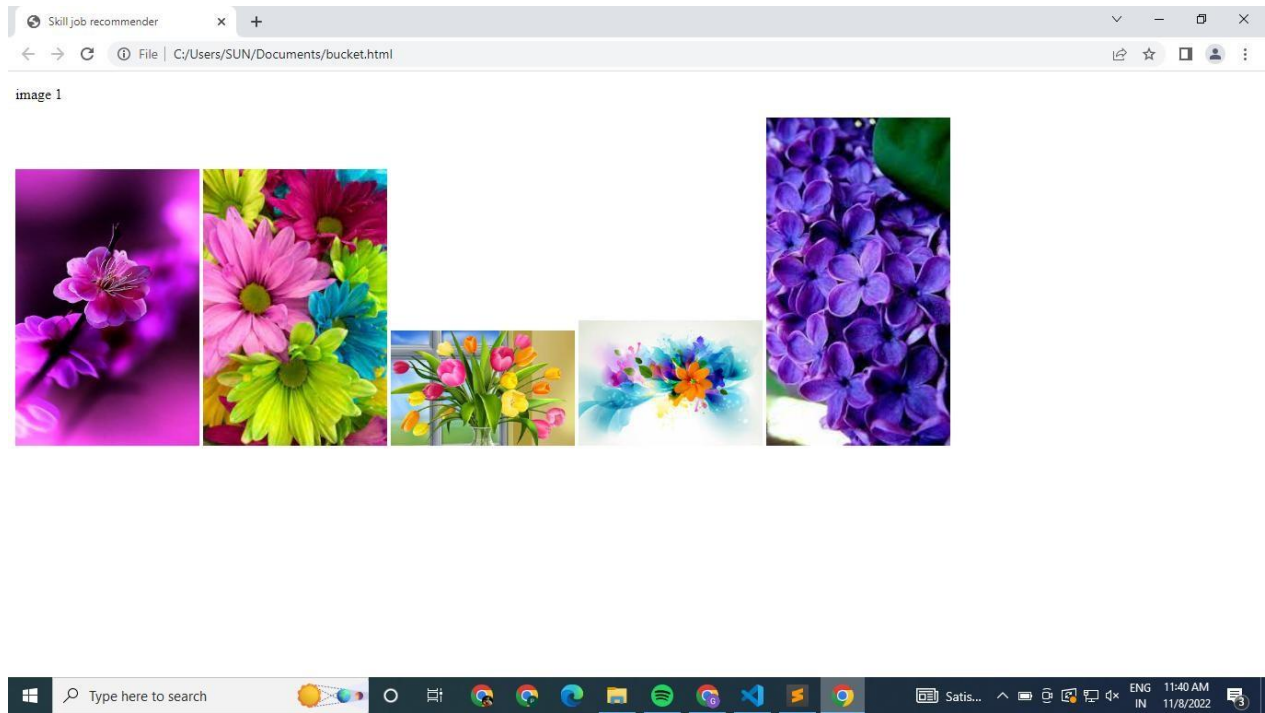 Skill job recommender
File | C:/Users/SUN/Documents/bucket.html
image 1
Type here to search
Satis...
ENG 11:40 AM
IN 11/8/2022
3